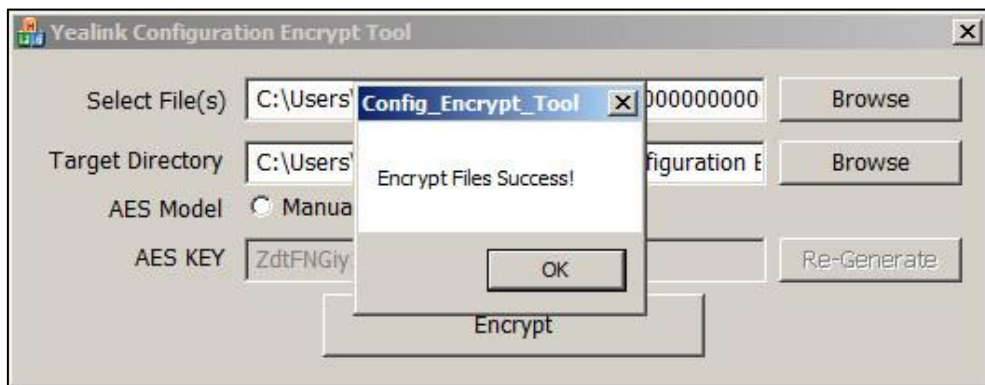 Yealink Configuration Encrypt Tool
Select File(s) C:\Users\ 000000000 Browse
Config_Encrypt_Tool
Target Directory C:\Users\ figuration E Browse
Encrypt Files Success!
AES Model Manua
AES KEY ZdtFNGiy Re-Generate
OK
Encrypt